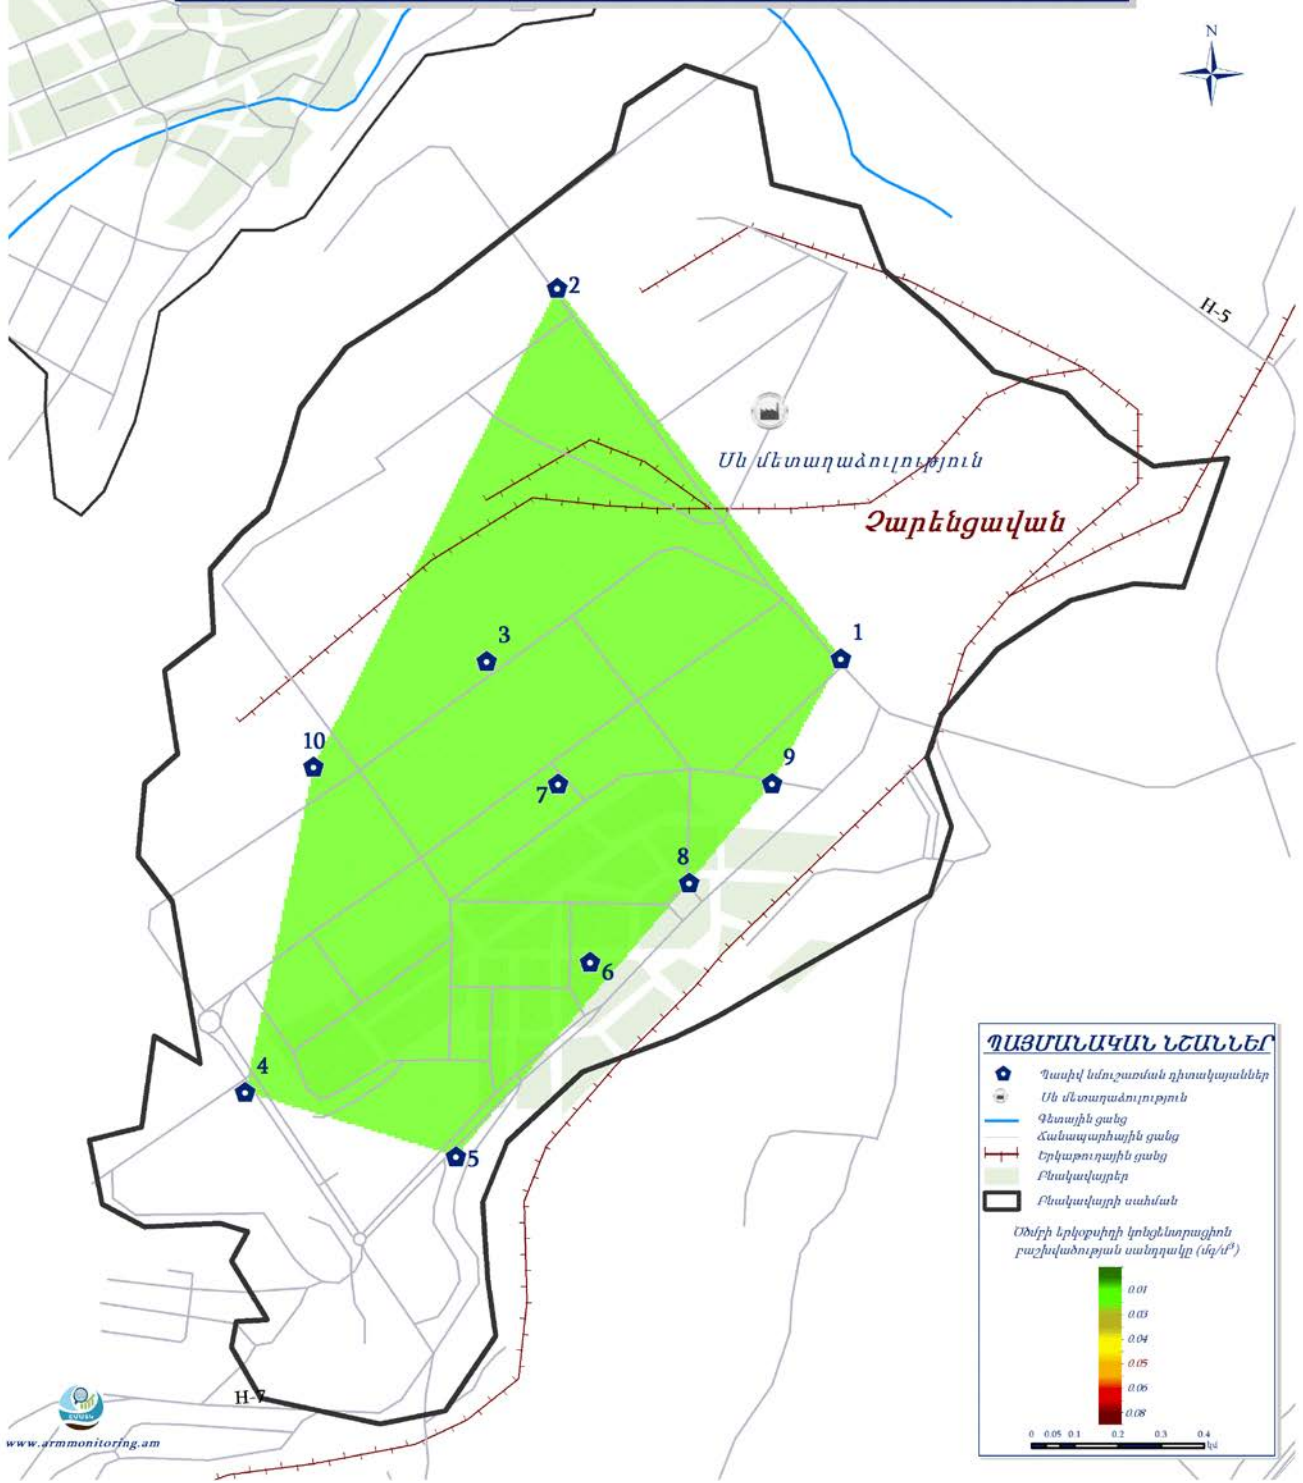 N
H-5
2
Սև մետաղաձուլություն
Չարենցավան
3
1
10
7
9
8
6
4
5
ՊԱՅՄԱՆԱԿԱՆ ՆՇԱՆՆԵՐ
Պասիվ նմուշառման դիտակայաններ
Սև մետաղաձուլություն
Գետային ցանց
Ճանապարհային ցանց
Երկաթուղային ցանց
Բնակավայրեր
Բնակավայրի սահման
Ծծմբի երկօքսիդի կոնցենտրացիոն
բաշխվածության սանդղակը (մգ/մ³)
0.01
0.03
0.04
0.05
0.06
0.08
0 0.05 0.1 0.2 0.3 0.4
կմ
H-7
www.armmonitoring.am